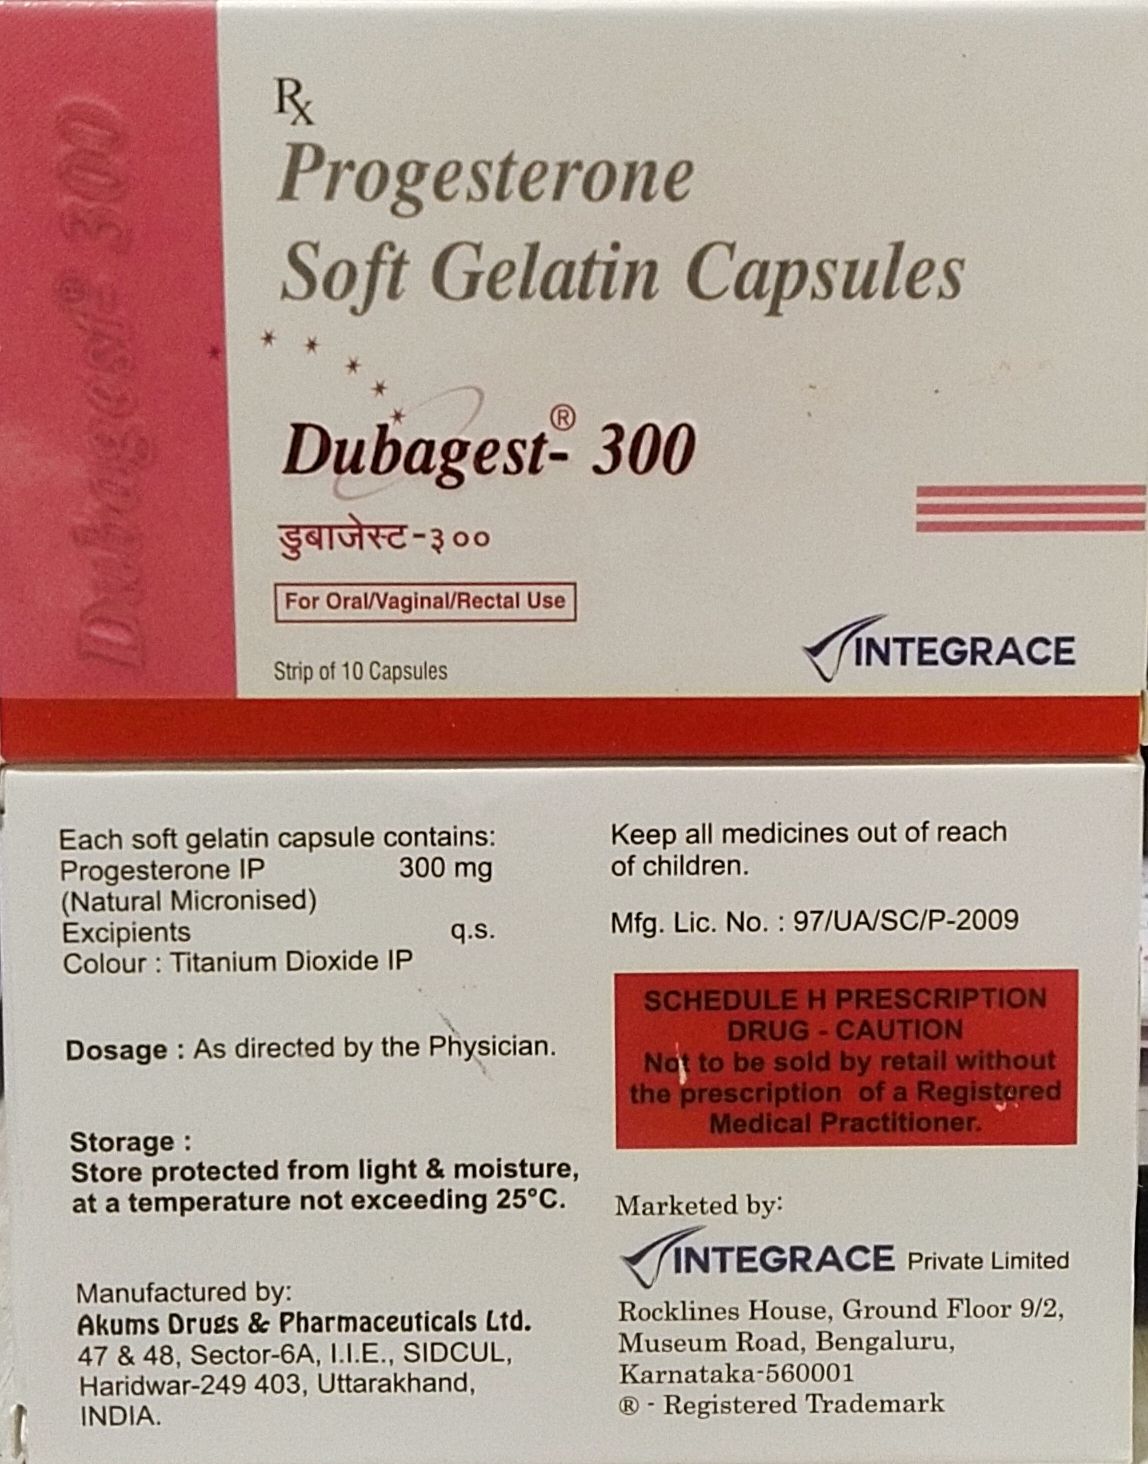 Dubagest® 300
Rx
Progesterone
Soft Gelatin Capsules
Dubagest®- 300
डुबाजेस्ट-३००
For Oral/Vaginal/Rectal Use
Strip of 10 Capsules
INTEGRACE
Each soft gelatin capsule contains:
Progesterone IP 300 mg
(Natural Micronised)
Excipients q.s.
Colour : Titanium Dioxide IP
Dosage : As directed by the Physician.
Storage :
Store protected from light & moisture,
at a temperature not exceeding 25°C.
Manufactured by:
Akums Drugs & Pharmaceuticals Ltd.
47 & 48, Sector-6A, I.I.E., SIDCUL,
Haridwar-249 403, Uttarakhand,
INDIA.
Keep all medicines out of reach
of children.
Mfg. Lic. No. : 97/UA/SC/P-2009
SCHEDULE H PRESCRIPTION
DRUG - CAUTION
Not to be sold by retail without
the prescription of a Registered
Medical Practitioner.
Marketed by:
INTEGRACE Private Limited
Rocklines House, Ground Floor 9/2,
Museum Road, Bengaluru,
Karnataka-560001
® - Registered Trademark